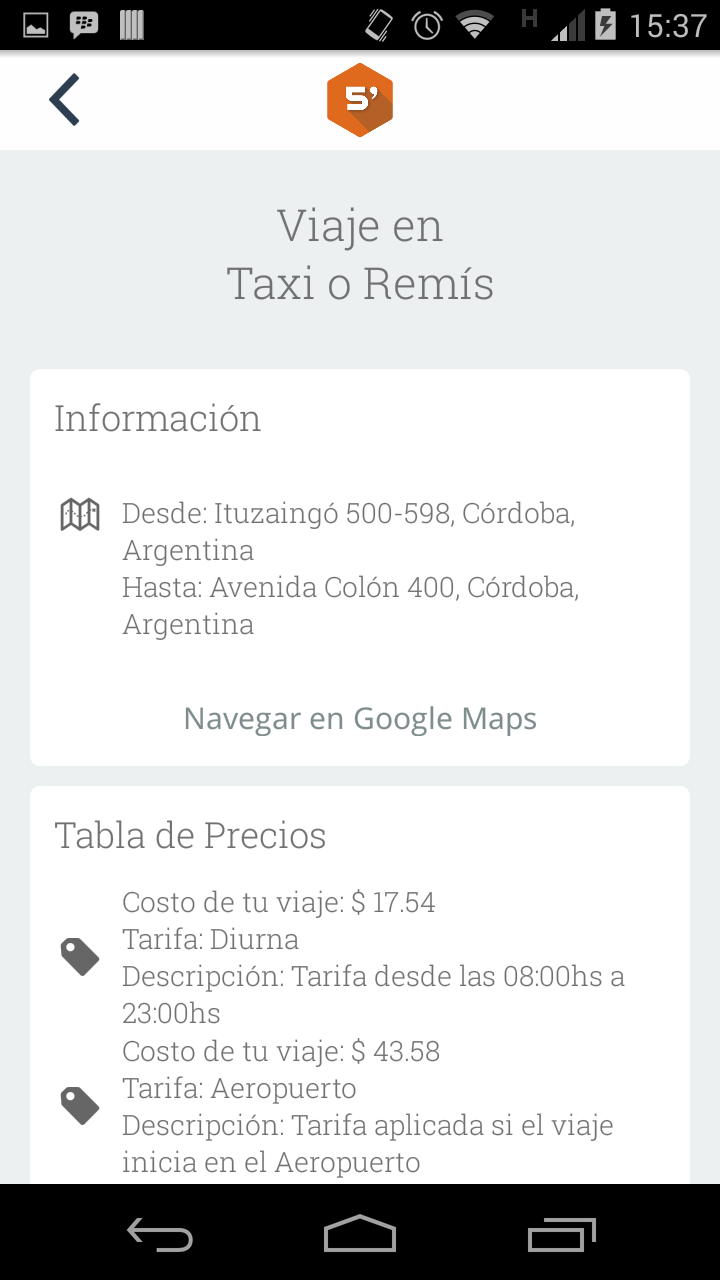 H 15:37
5'
Viaje en
Taxi o Remís
Información
Desde: Ituzaingó 500-598, Córdoba,
Argentina
Hasta: Avenida Colón 400, Córdoba,
Argentina
Navegar en Google Maps
Tabla de Precios
Costo de tu viaje: $ 17.54
Tarifa: Diurna
Descripción: Tarifa desde las 08:00hs a
23:00hs
Costo de tu viaje: $ 43.58
Tarifa: Aeropuerto
Descripción: Tarifa aplicada si el viaje
inicia en el Aeropuerto